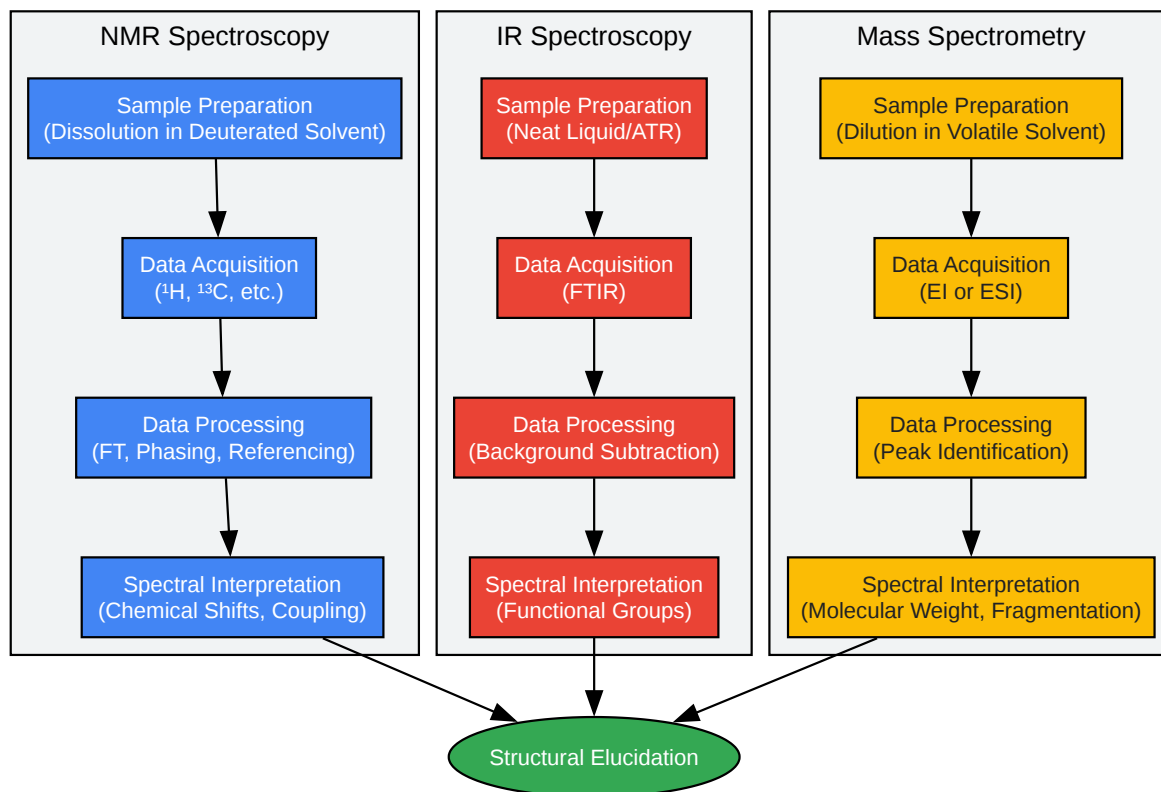 NMR Spectroscopy
Sample Preparation
(Dissolution in Deuterated Solvent)
Data Acquisition
(¹H, ¹³C, etc.)
Data Processing
(FT, Phasing, Referencing)
Spectral Interpretation
(Chemical Shifts, Coupling)
IR Spectroscopy
Sample Preparation
(Neat Liquid/ATR)
Data Acquisition
(FTIR)
Data Processing
(Background Subtraction)
Spectral Interpretation
(Functional Groups)
Mass Spectrometry
Sample Preparation
(Dilution in Volatile Solvent)
Data Acquisition
(EI or ESI)
Data Processing
(Peak Identification)
Spectral Interpretation
(Molecular Weight, Fragmentation)
Structural Elucidation